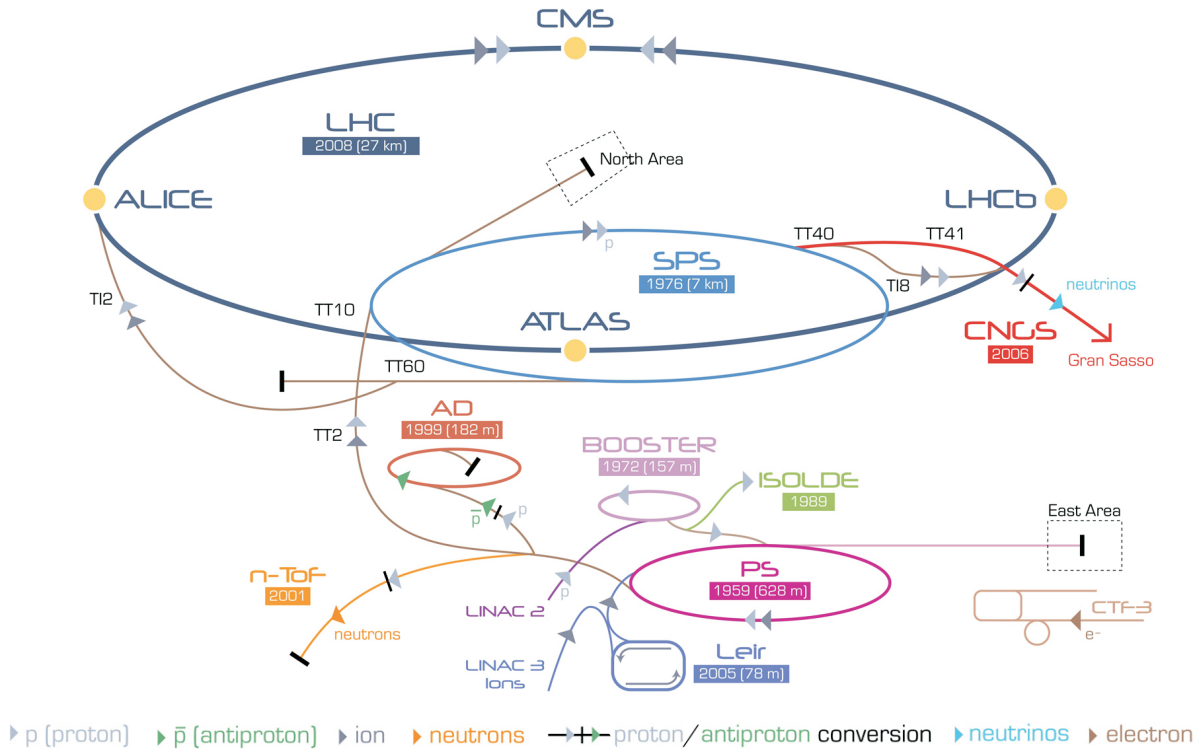 CMS
LHC
2008 (27 km)
North Area
ALICE
LHCb
TT40
TT41
p
SPS
1976 (7 km)
TI8
TI2
neutrinos
TT10
ATLAS
CNGS
2006
Gran Sasso
TT60
AD
1999 (182 m)
TT2
BOOSTER
1972 (157 m)
ISOLDE
1989
p̅
p
East Area
n-ToF
2001
PS
1959 (628 m)
p
LINAC 2
CTF-3
e-
neutrons
LINAC 3
Ions
Leir
2005 (78 m)
p (proton) p̅ (antiproton) ion neutrons proton/antiproton conversion neutrinos electron